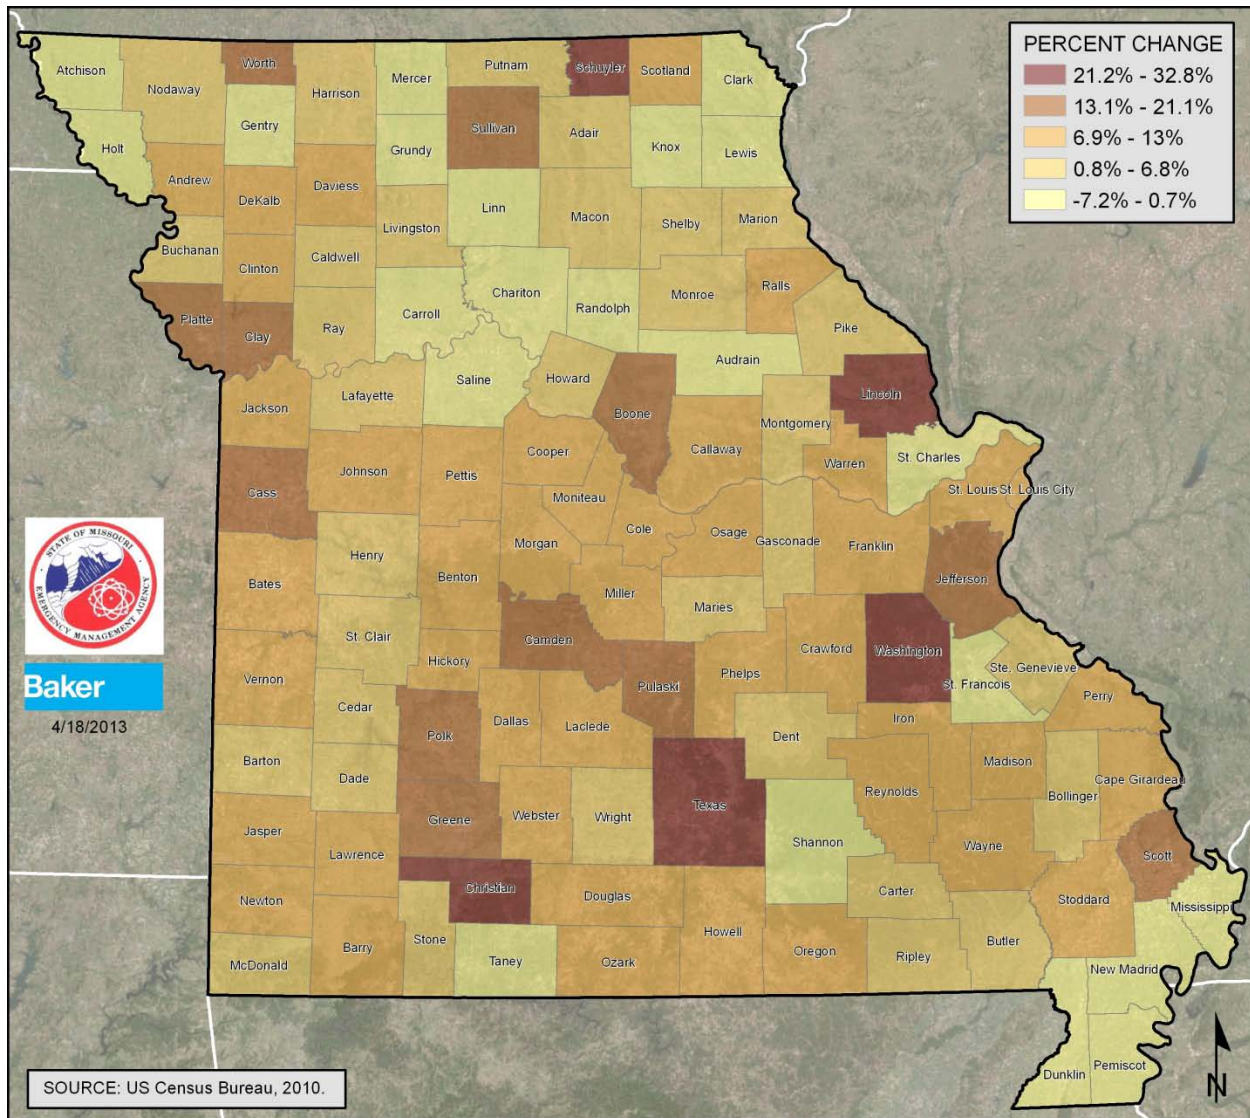 PERCENT CHANGE
21.2% - 32.8%
13.1% - 21.1%
6.9% - 13%
0.8% - 6.8%
-7.2% - 0.7%
Atchison
Nodaway
Worth
Harrison
Mercer
Putnam
Schuyler
Scotland
Clark
Gentry
Sullivan
Adair
Knox
Lewis
Holt
Grundy
Andrew
DeKalb
Daviess
Linn
Macon
Shelby
Marion
Livingston
Buchanan
Clinton
Caldwell
Chariton
Randolph
Monroe
Ralls
Carroll
Platte
Clay
Ray
Pike
Audrain
Saline
Howard
Lafayette
Lincoln
Jackson
Boone
Montgomery
Callaway
Cooper
St. Charles
Warren
Johnson
Pettis
St. Louis
St. Louis City
Cass
Moniteau
Cole
Osage
Gasconade
Franklin
Morgan
Henry
Bates
Benton
Miller
Jefferson
Maries
STATE OF MISSOURI
EMERGENCY MANAGEMENT AGENCY
St. Clair
Camden
Crawford
Washington
Hickory
Ste. Genevieve
Vernon
Pulaski
Phelps
St. Francois
Baker
Perry
Cedar
4/18/2013
Polk
Dallas
Laclede
Iron
Dent
Barton
Dade
Madison
Cape Girardeau
Reynolds
Bollinger
Texas
Jasper
Greene
Webster
Wright
Shannon
Wayne
Lawrence
Scott
Christian
Carter
Newton
Douglas
Stoddard
Mississippi
Howell
Stone
Barry
Butler
Oregon
Ripley
McDonald
Taney
Ozark
New Madrid
Pemiscot
Dunklin
N
SOURCE: US Census Bureau, 2010.